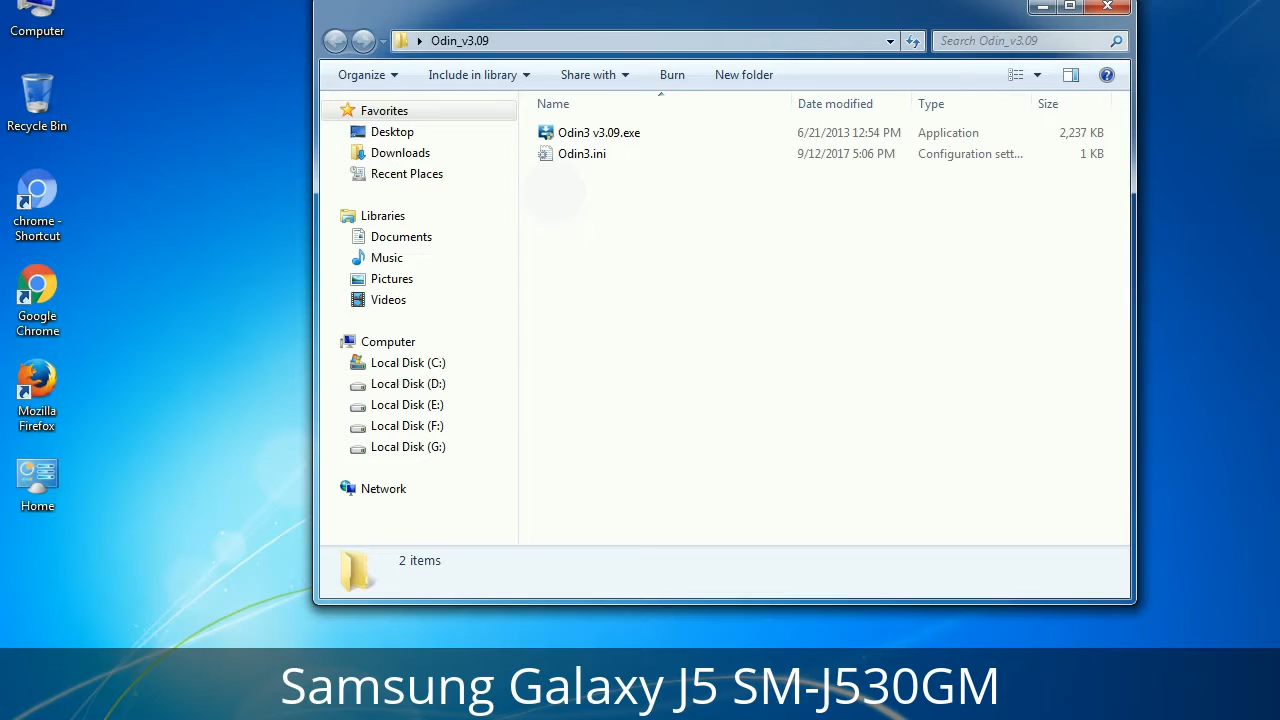 Computer
Recycle Bin
chrome -
Shortcut
Google
Chrome
Mozilla
Firefox
Home
Odin_v3.09
Search Odin_v3.09
Organize
Include in library
Share with
Burn
New folder
Favorites
Desktop
Downloads
Recent Places
Libraries
Documents
Music
Pictures
Videos
Computer
Local Disk (C:)
Local Disk (D:)
Local Disk (E:)
Local Disk (F:)
Local Disk (G:)
Network
Name Date modified Type Size
Odin3 v3.09.exe 6/21/2013 12:54 PM Application 2,237 KB
Odin3.ini 9/12/2017 5:06 PM Configuration sett... 1 KB
2 items
Samsung Galaxy J5 SM-J530GM